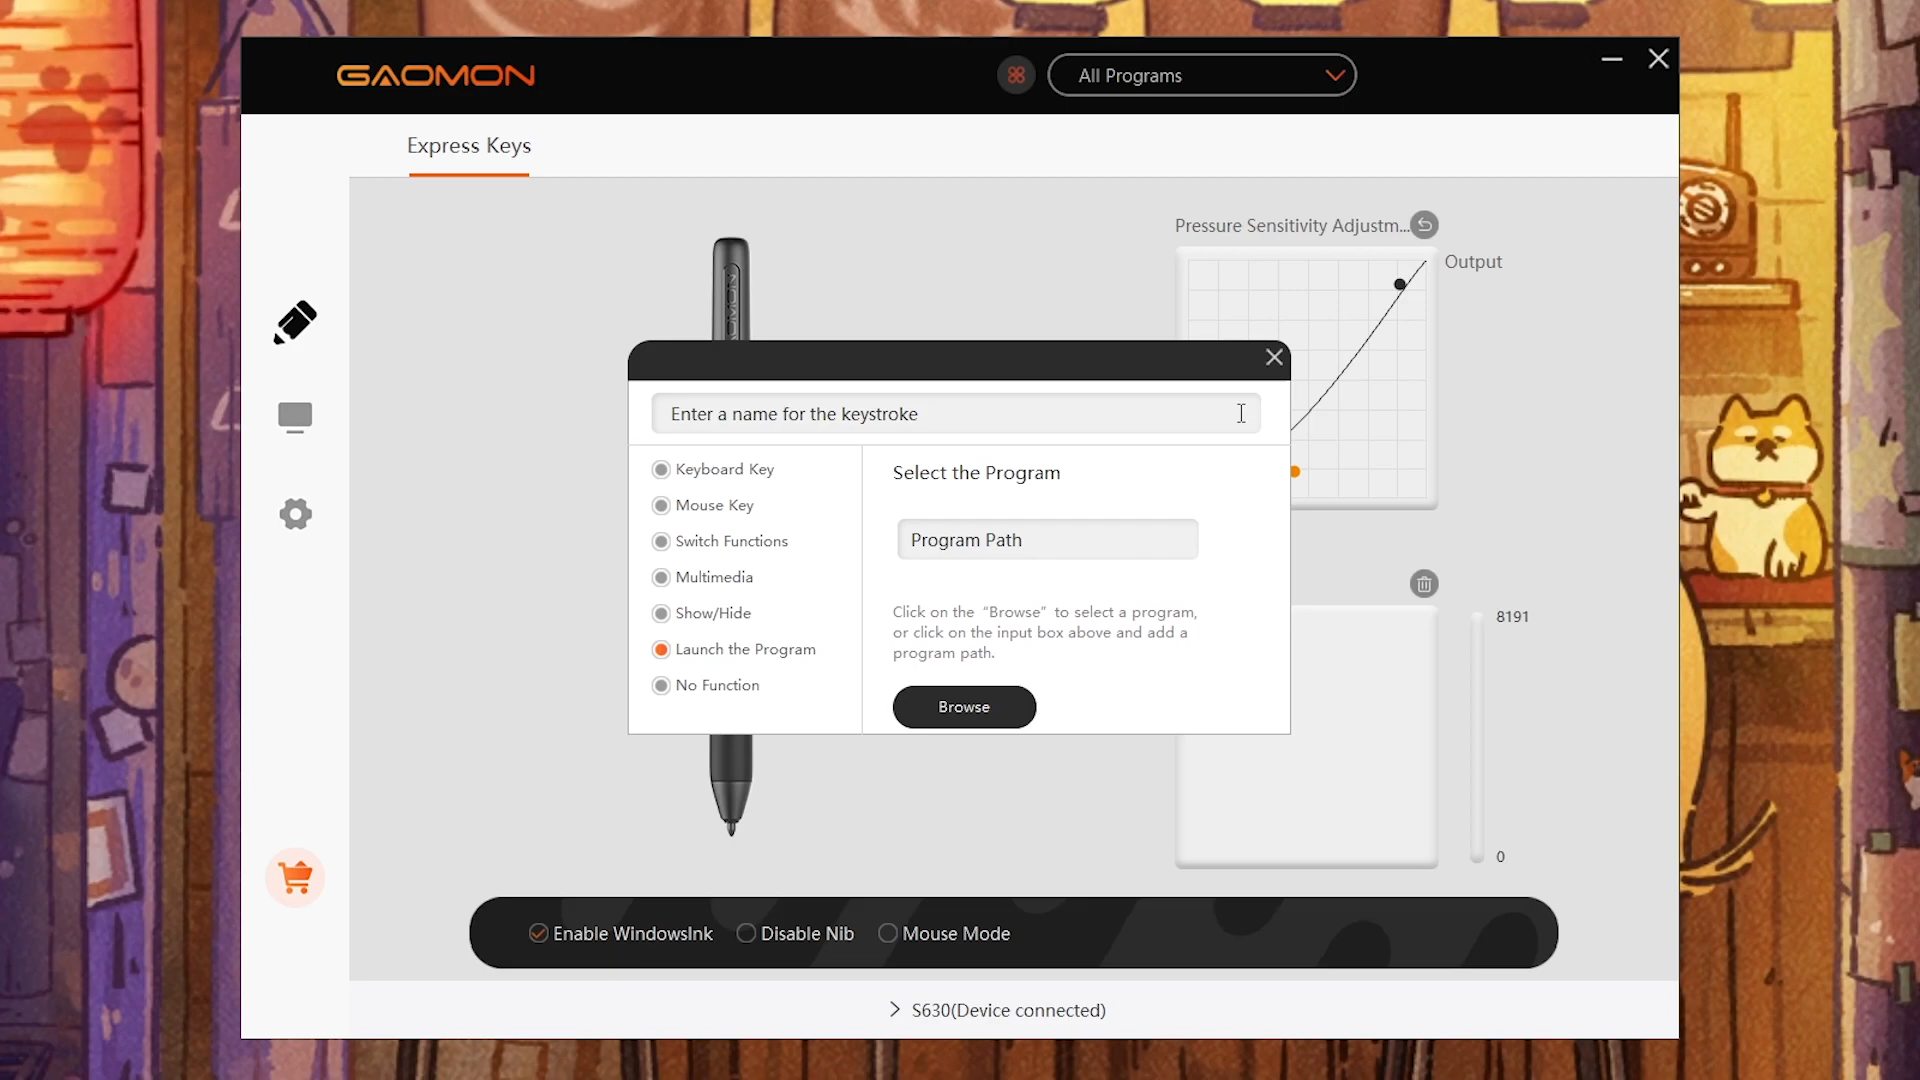 GAOMON
All Programs
Express Keys
Pressure Sensitivity Adjustm...
Output
Enter a name for the keystroke
Keyboard Key
Mouse Key
Switch Functions
Multimedia
Show/Hide
Launch the Program
No Function
Select the Program
Program Path
Click on the “Browse” to select a program,
or click on the input box above and add a
program path.
Browse
8191
0
Enable WindowsInk
Disable Nib
Mouse Mode
S630(Device connected)